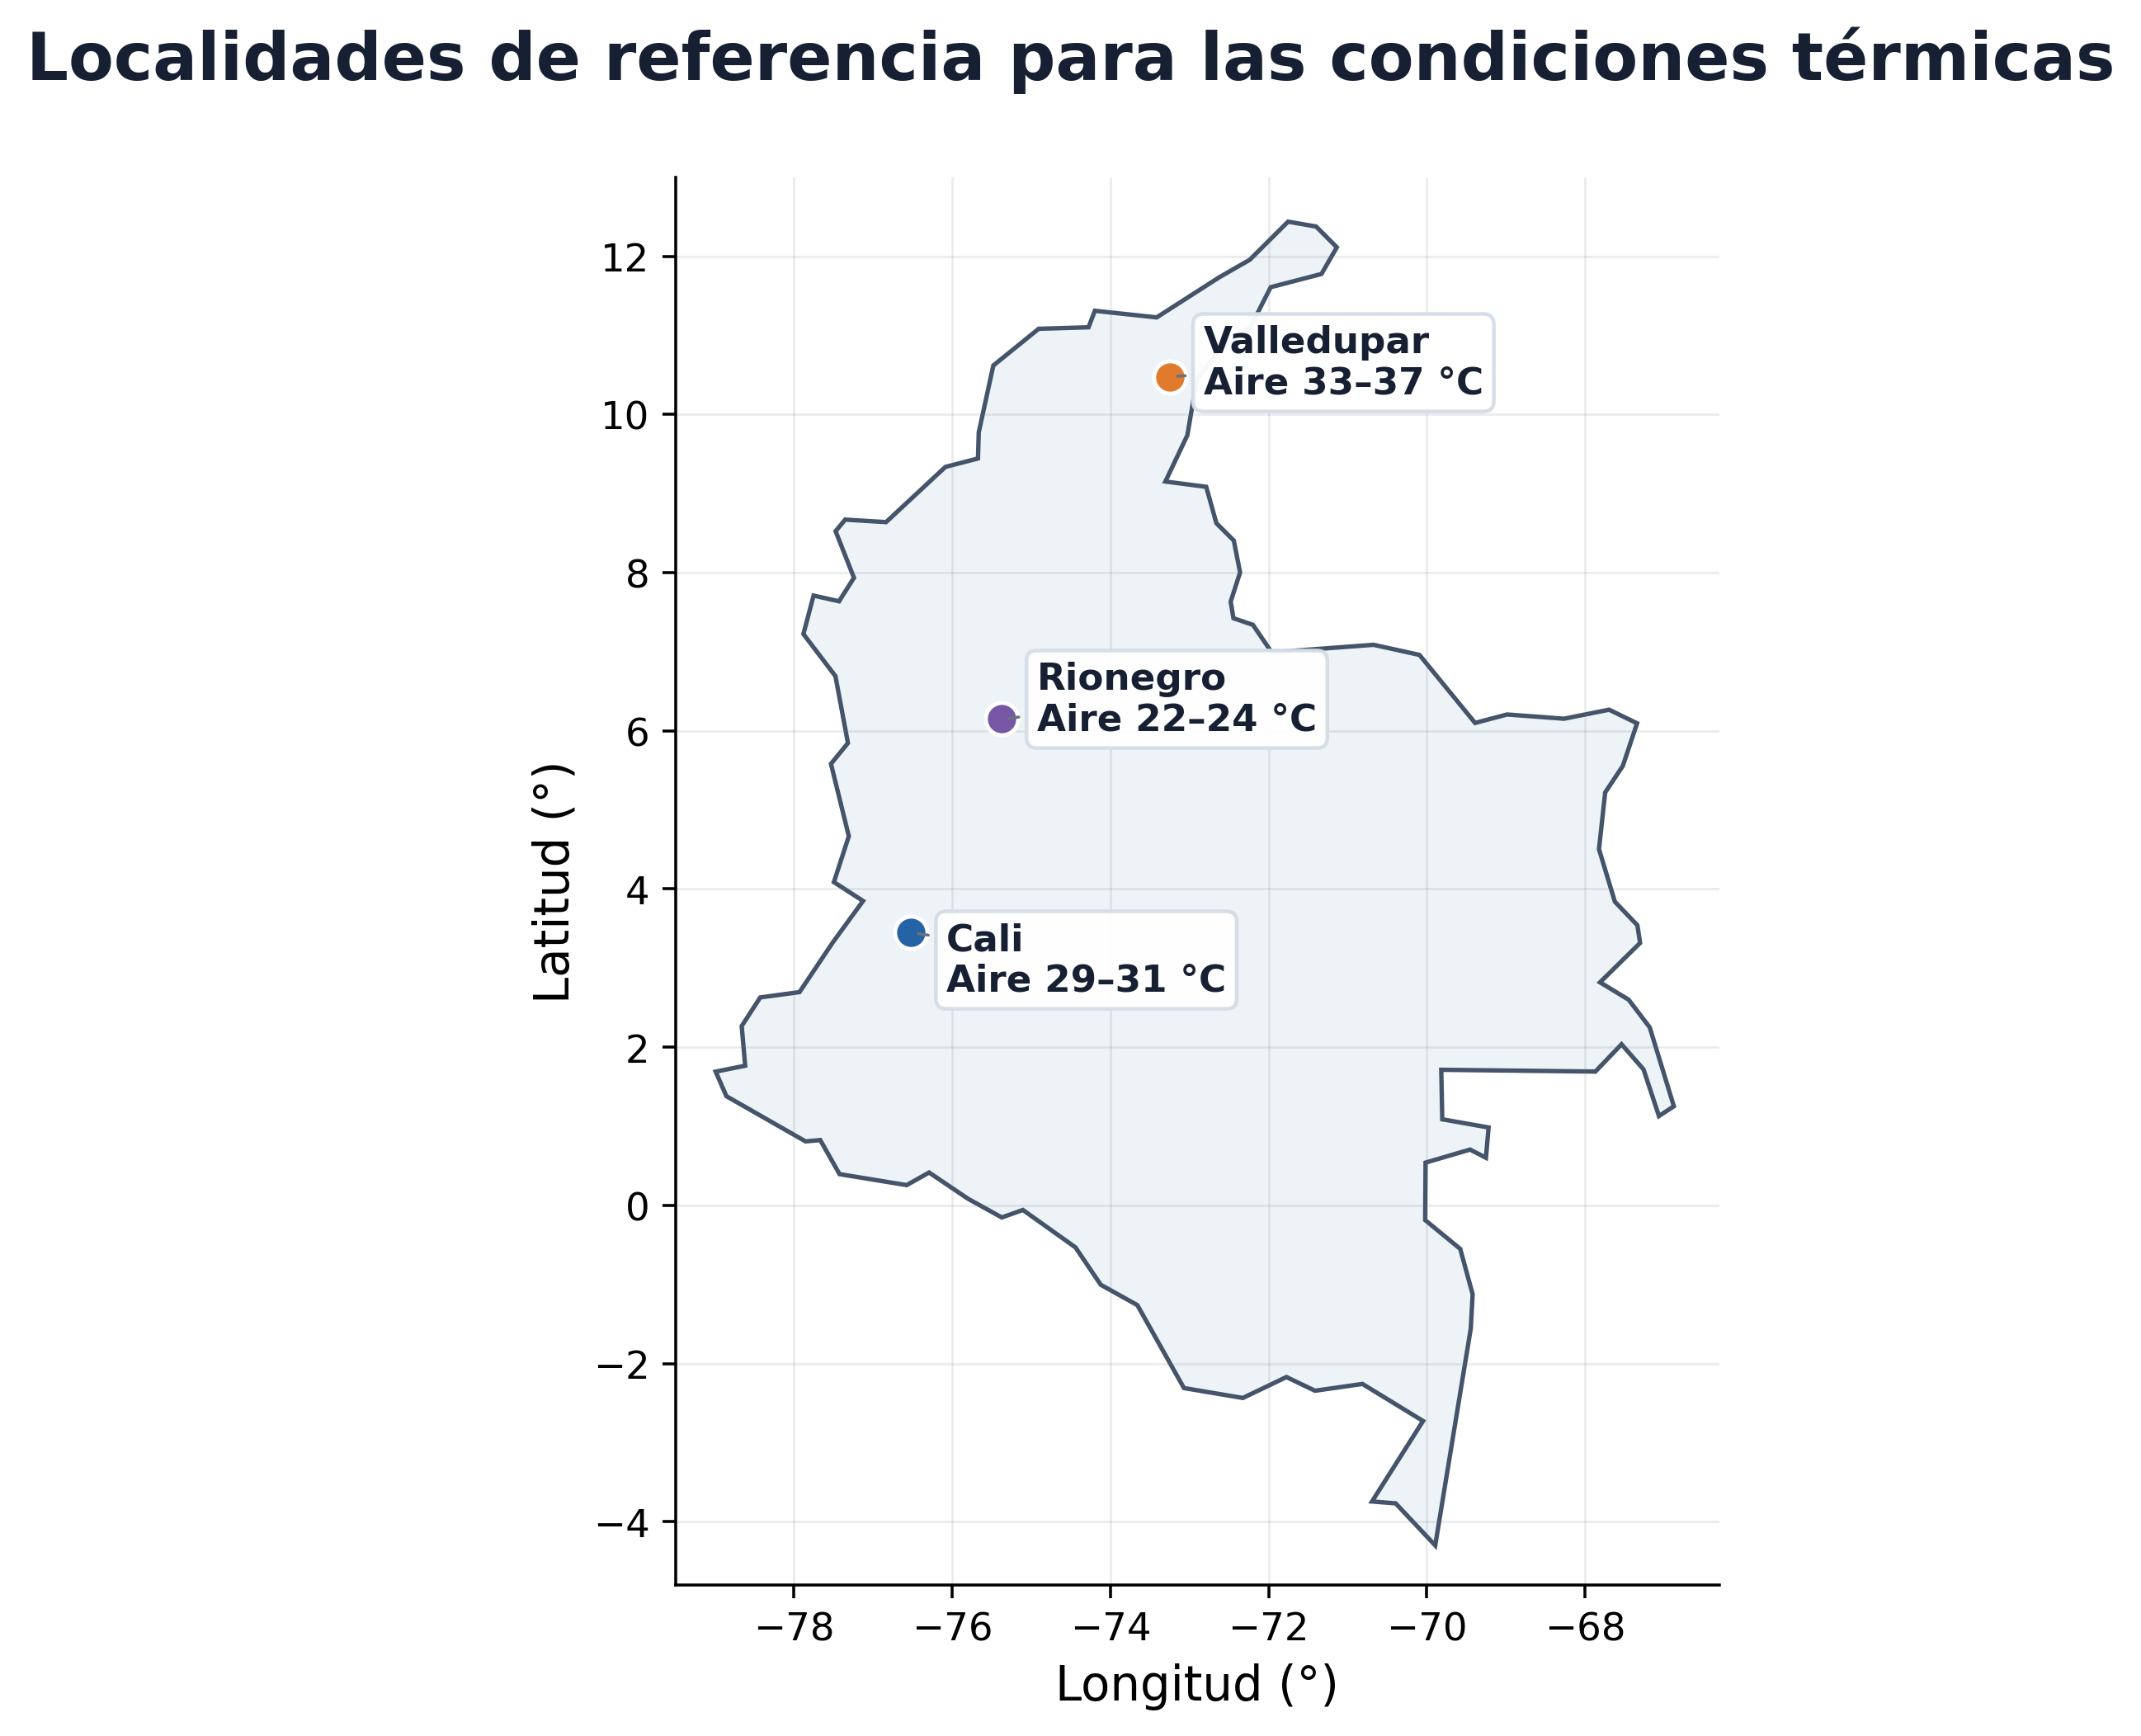 Localidades de referencia para las condiciones térmicas
12
10
8
6
4
2
0
−2
−4
Latitud (°)
Valledupar
Aire 33–37 °C
Rionegro
Aire 22–24 °C
Cali
Aire 29–31 °C
−78 −76 −74 −72 −70 −68
Longitud (°)